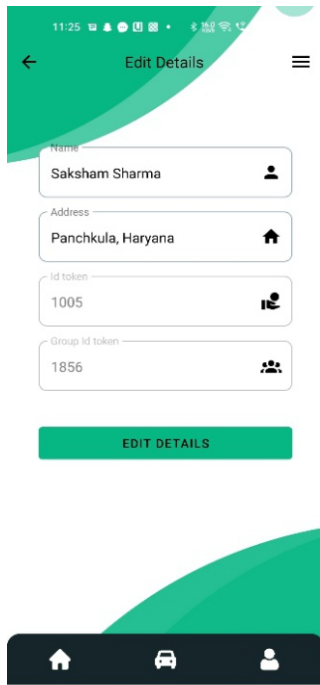 11:25
Edit Details
Name
Saksham Sharma
Address
Panchkula, Haryana
Id token
1005
Group Id token
1856
EDIT DETAILS